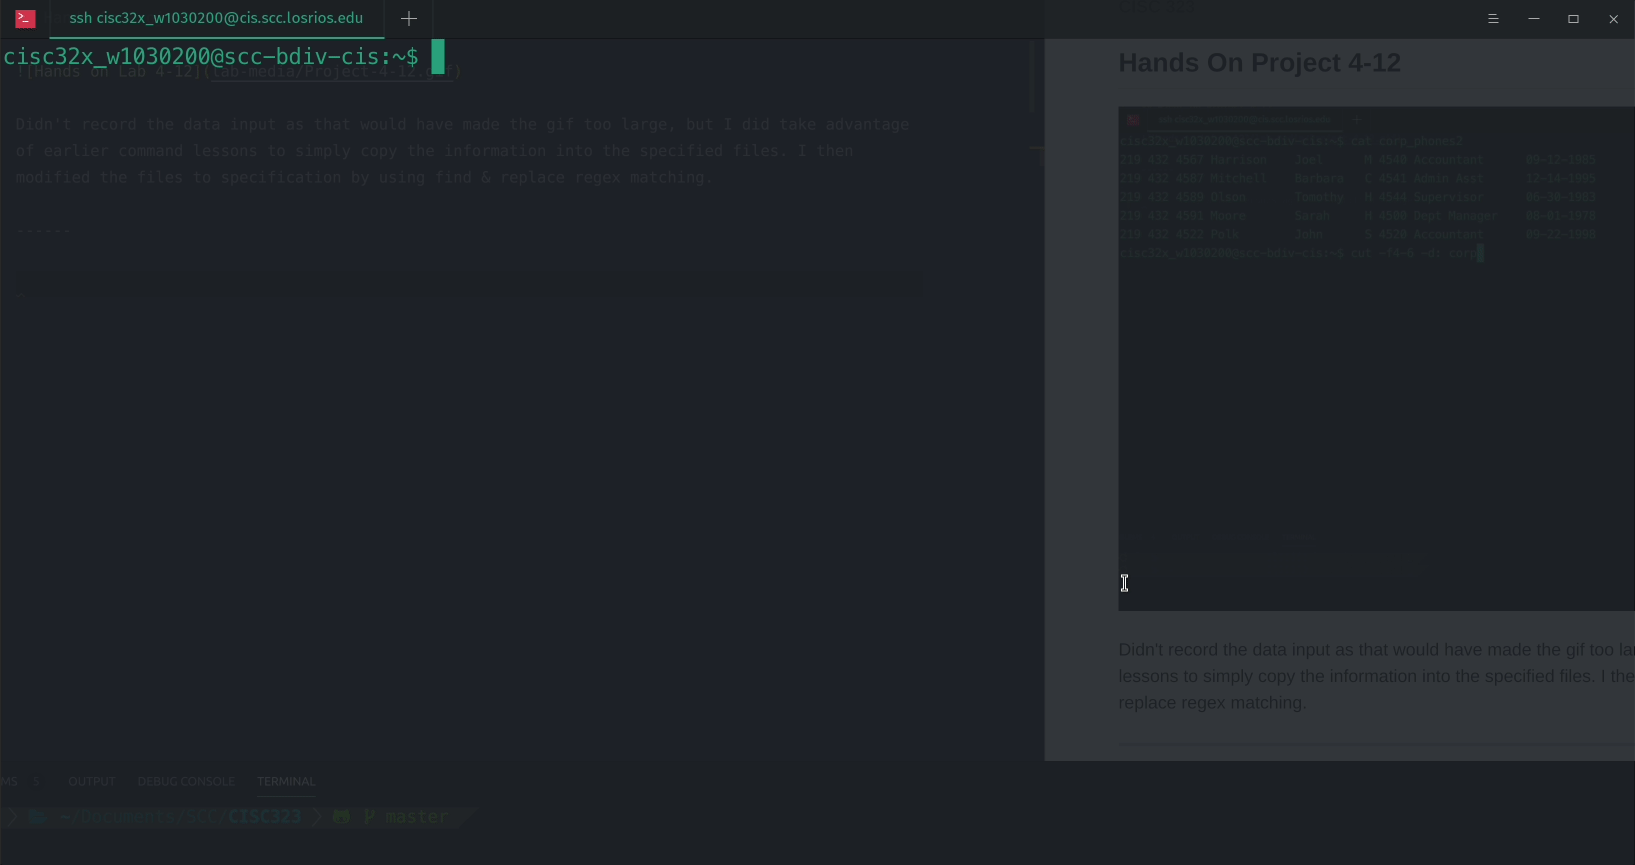 ssh cisc32x_w1030200@cis.scc.losrios.edu
cisc32x_w1030200@scc-bdiv-cis:~$
![Hands on Lab 4-12](lab-media/Project-4-12.gif)
Didn't record the data input as that would have made the gif too large, but I did take advantage
of earlier command lessons to simply copy the information into the specified files. I then
modified the files to specification by using find & replace regex matching.
------
Hands On Project 4-12
cisc32x_w1030200@scc-bdiv-cis:~$ cat corp_phones2
219 432 4567 Harrison Joel M 4540 Accountant 09-12-1985
219 432 4587 Mitchell Barbara C 4541 Admin Asst 12-14-1995
219 432 4589 Olson Timothy H 4544 Supervisor 06-30-1983
219 432 4591 Moore Sarah H 4500 Dept Manager 08-01-1978
219 432 4522 Polk John S 4520 Accountant 09-22-1998
cisc32x_w1030200@scc-bdiv-cis:~$ cut -f4-6 -d: corp
Didn't record the data input as that would have made the gif too
lessons to simply copy the information into the specified files. I
replace regex matching.
MS 5 OUTPUT DEBUG CONSOLE TERMINAL
~/Documents/SCC/CISC323 master